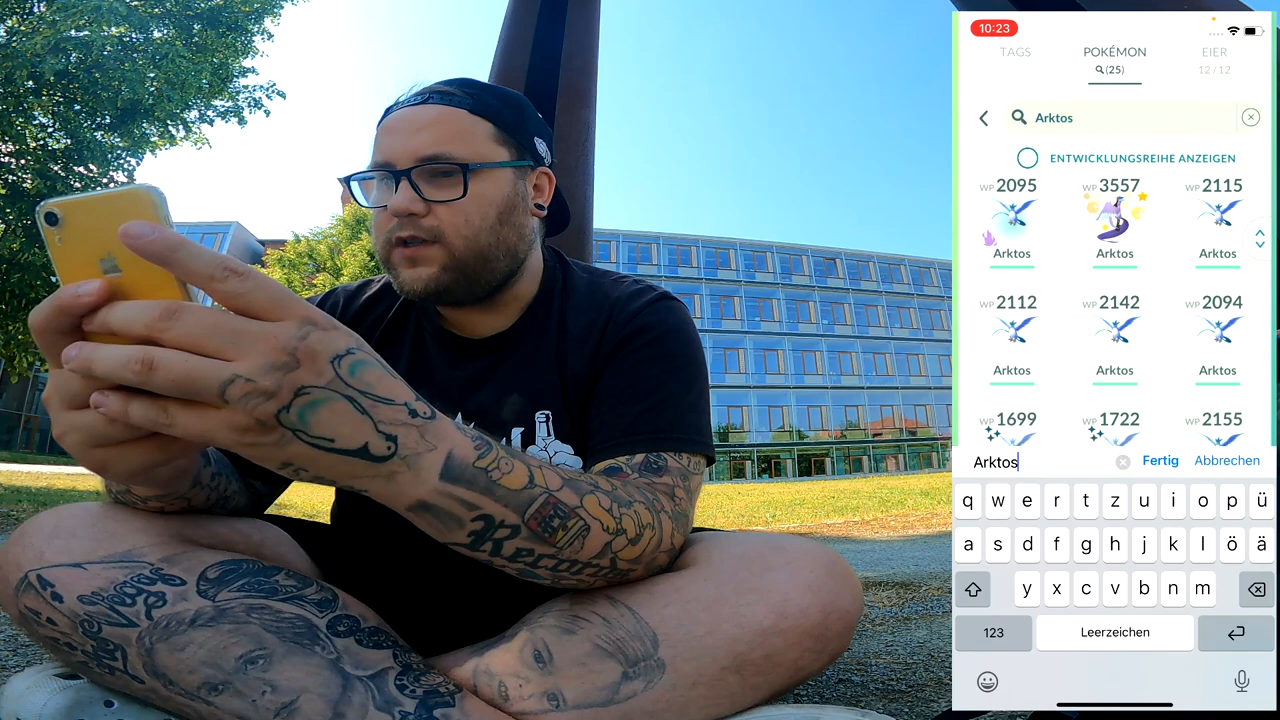 10:23
TAGS
POKÉMON
EIER
(25)
12 / 12
Arktos
ENTWICKLUNGSREIHE ANZEIGEN
WP 2095
WP 3557
WP 2115
Arktos
Arktos
Arktos
WP 2112
WP 2142
WP 2094
Arktos
Arktos
Arktos
WP 1699
WP 1722
WP 2155
Arktos
Fertig
Abbrechen
q w e r t z u i o p ü
a s d f g h j k l ö ä
y x c v b n m
123
Leerzeichen
Records
Vegas